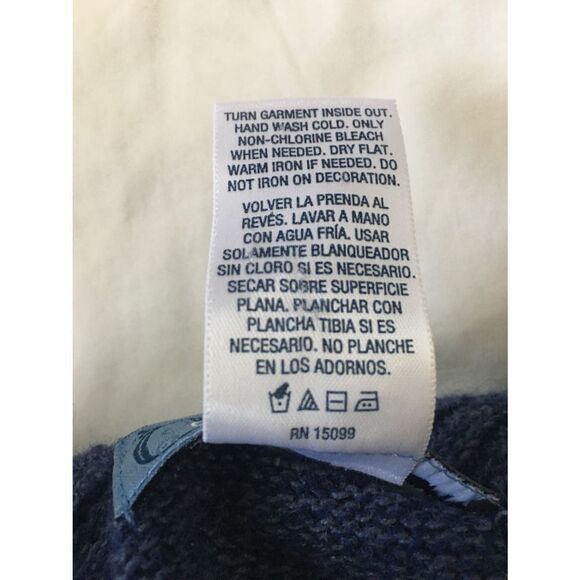 TURN GARMENT INSIDE OUT.
HAND WASH COLD. ONLY
NON-CHLORINE BLEACH
WHEN NEEDED. DRY FLAT.
WARM IRON IF NEEDED. DO
NOT IRON ON DECORATION.
VOLVER LA PRENDA AL
REVÉS. LAVAR A MANO
CON AGUA FRÍA. USAR
SOLAMENTE BLANQUEADOR
SIN CLORO SI ES NECESARIO.
SECAR SOBRE SUPERFICIE
PLANA. PLANCHAR CON
PLANCHA TIBIA SI ES
NECESARIO. NO PLANCHE
EN LOS ADORNOS.
RN 15099